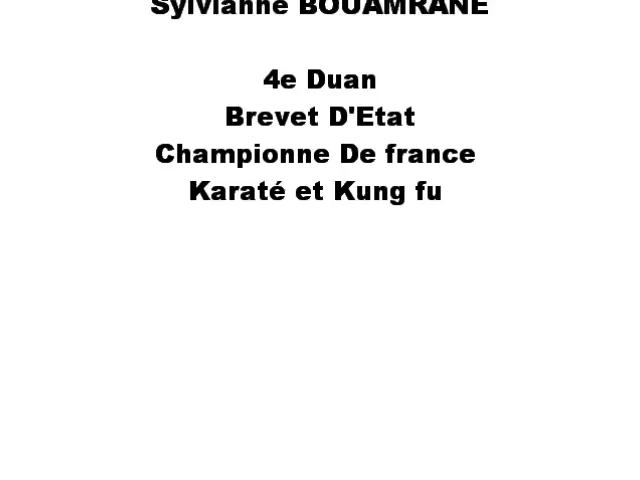 Sylvianne BOUAMRANE
4e Duan
Brevet D'Etat
Championne De france
Karaté et Kung fu